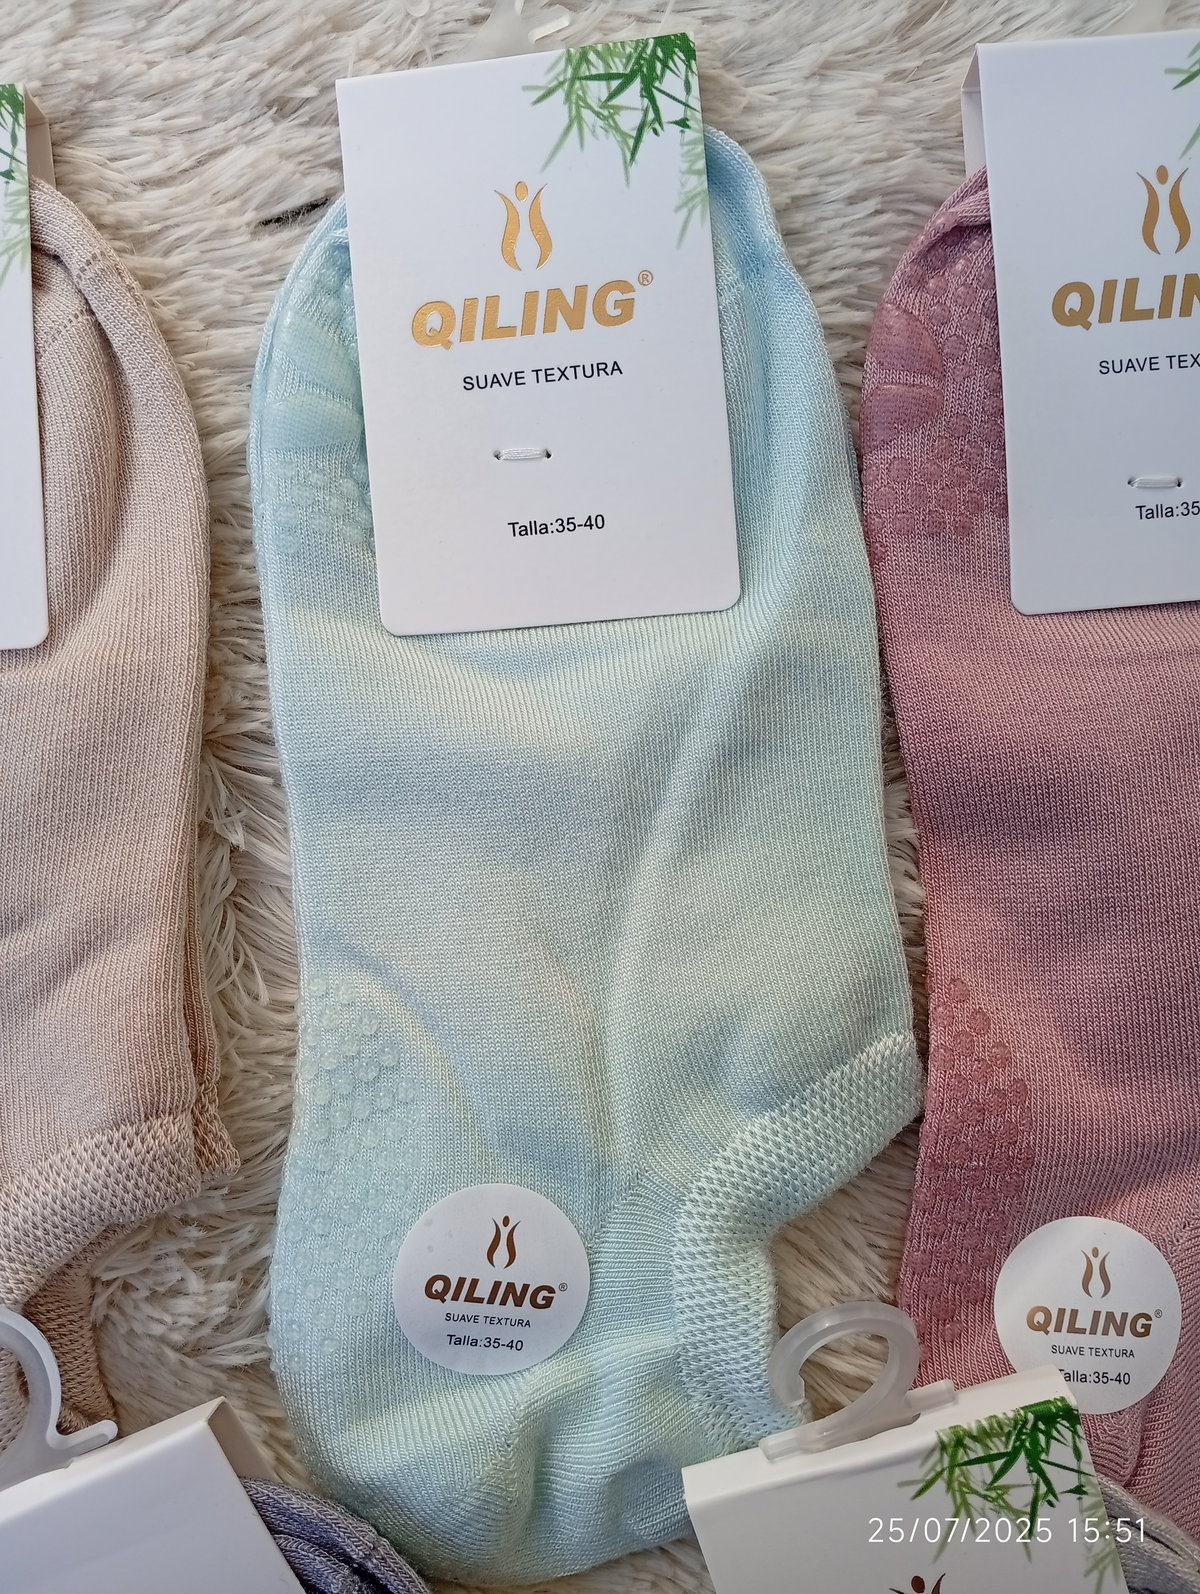 QILING®
SUAVE TEXTURA
Talla:35-40
QILIN
SUAVE TEX
Talla:35
QILING®
SUAVE TEXTURA
Talla:35-40
QILING®
SUAVE TEXTURA
Talla:35-40
25/07/2025 15:51